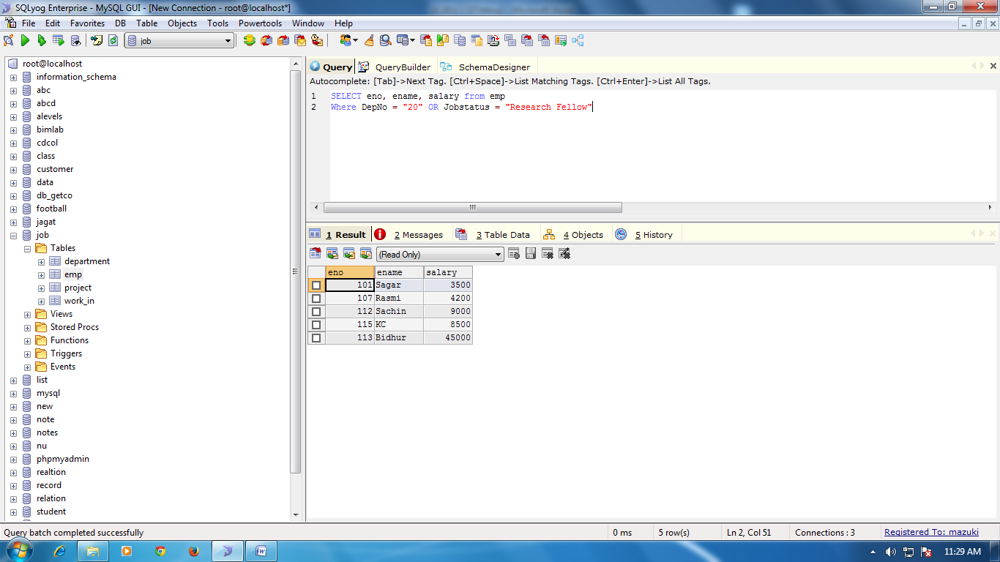 SQLyog Enterprise - MySQL GUI - [New Connection - root@localhost*]
File Edit Favorites DB Table Objects Tools Powertools Window Help
job
root@localhost
information_schema
abc
abcd
alevels
bimlab
cdcol
class
customer
data
db_getco
football
jagat
job
Tables
department
emp
project
work_in
Views
Stored Procs
Functions
Triggers
Events
list
mysql
new
note
notes
nu
phpmyadmin
realtion
record
relation
student
Query QueryBuilder SchemaDesigner
Autocomplete: [Tab]->Next Tag. [Ctrl+Space]->List Matching Tags. [Ctrl+Enter]->List All Tags.
1 SELECT eno, ename, salary from emp
2 Where DepNo = "20" OR Jobstatus = "Research Fellow"
1 Result 2 Messages 3 Table Data 4 Objects 5 History
(Read Only)
eno ename salary
101 Sagar 3500
107 Rasmi 4200
112 Sachin 9000
115 KC 8500
113 Bidhur 45000
Query batch completed successfully 0 ms 5 row(s) Ln 2, Col 51 Connections : 3 Registered To: mazuki
11:29 AM